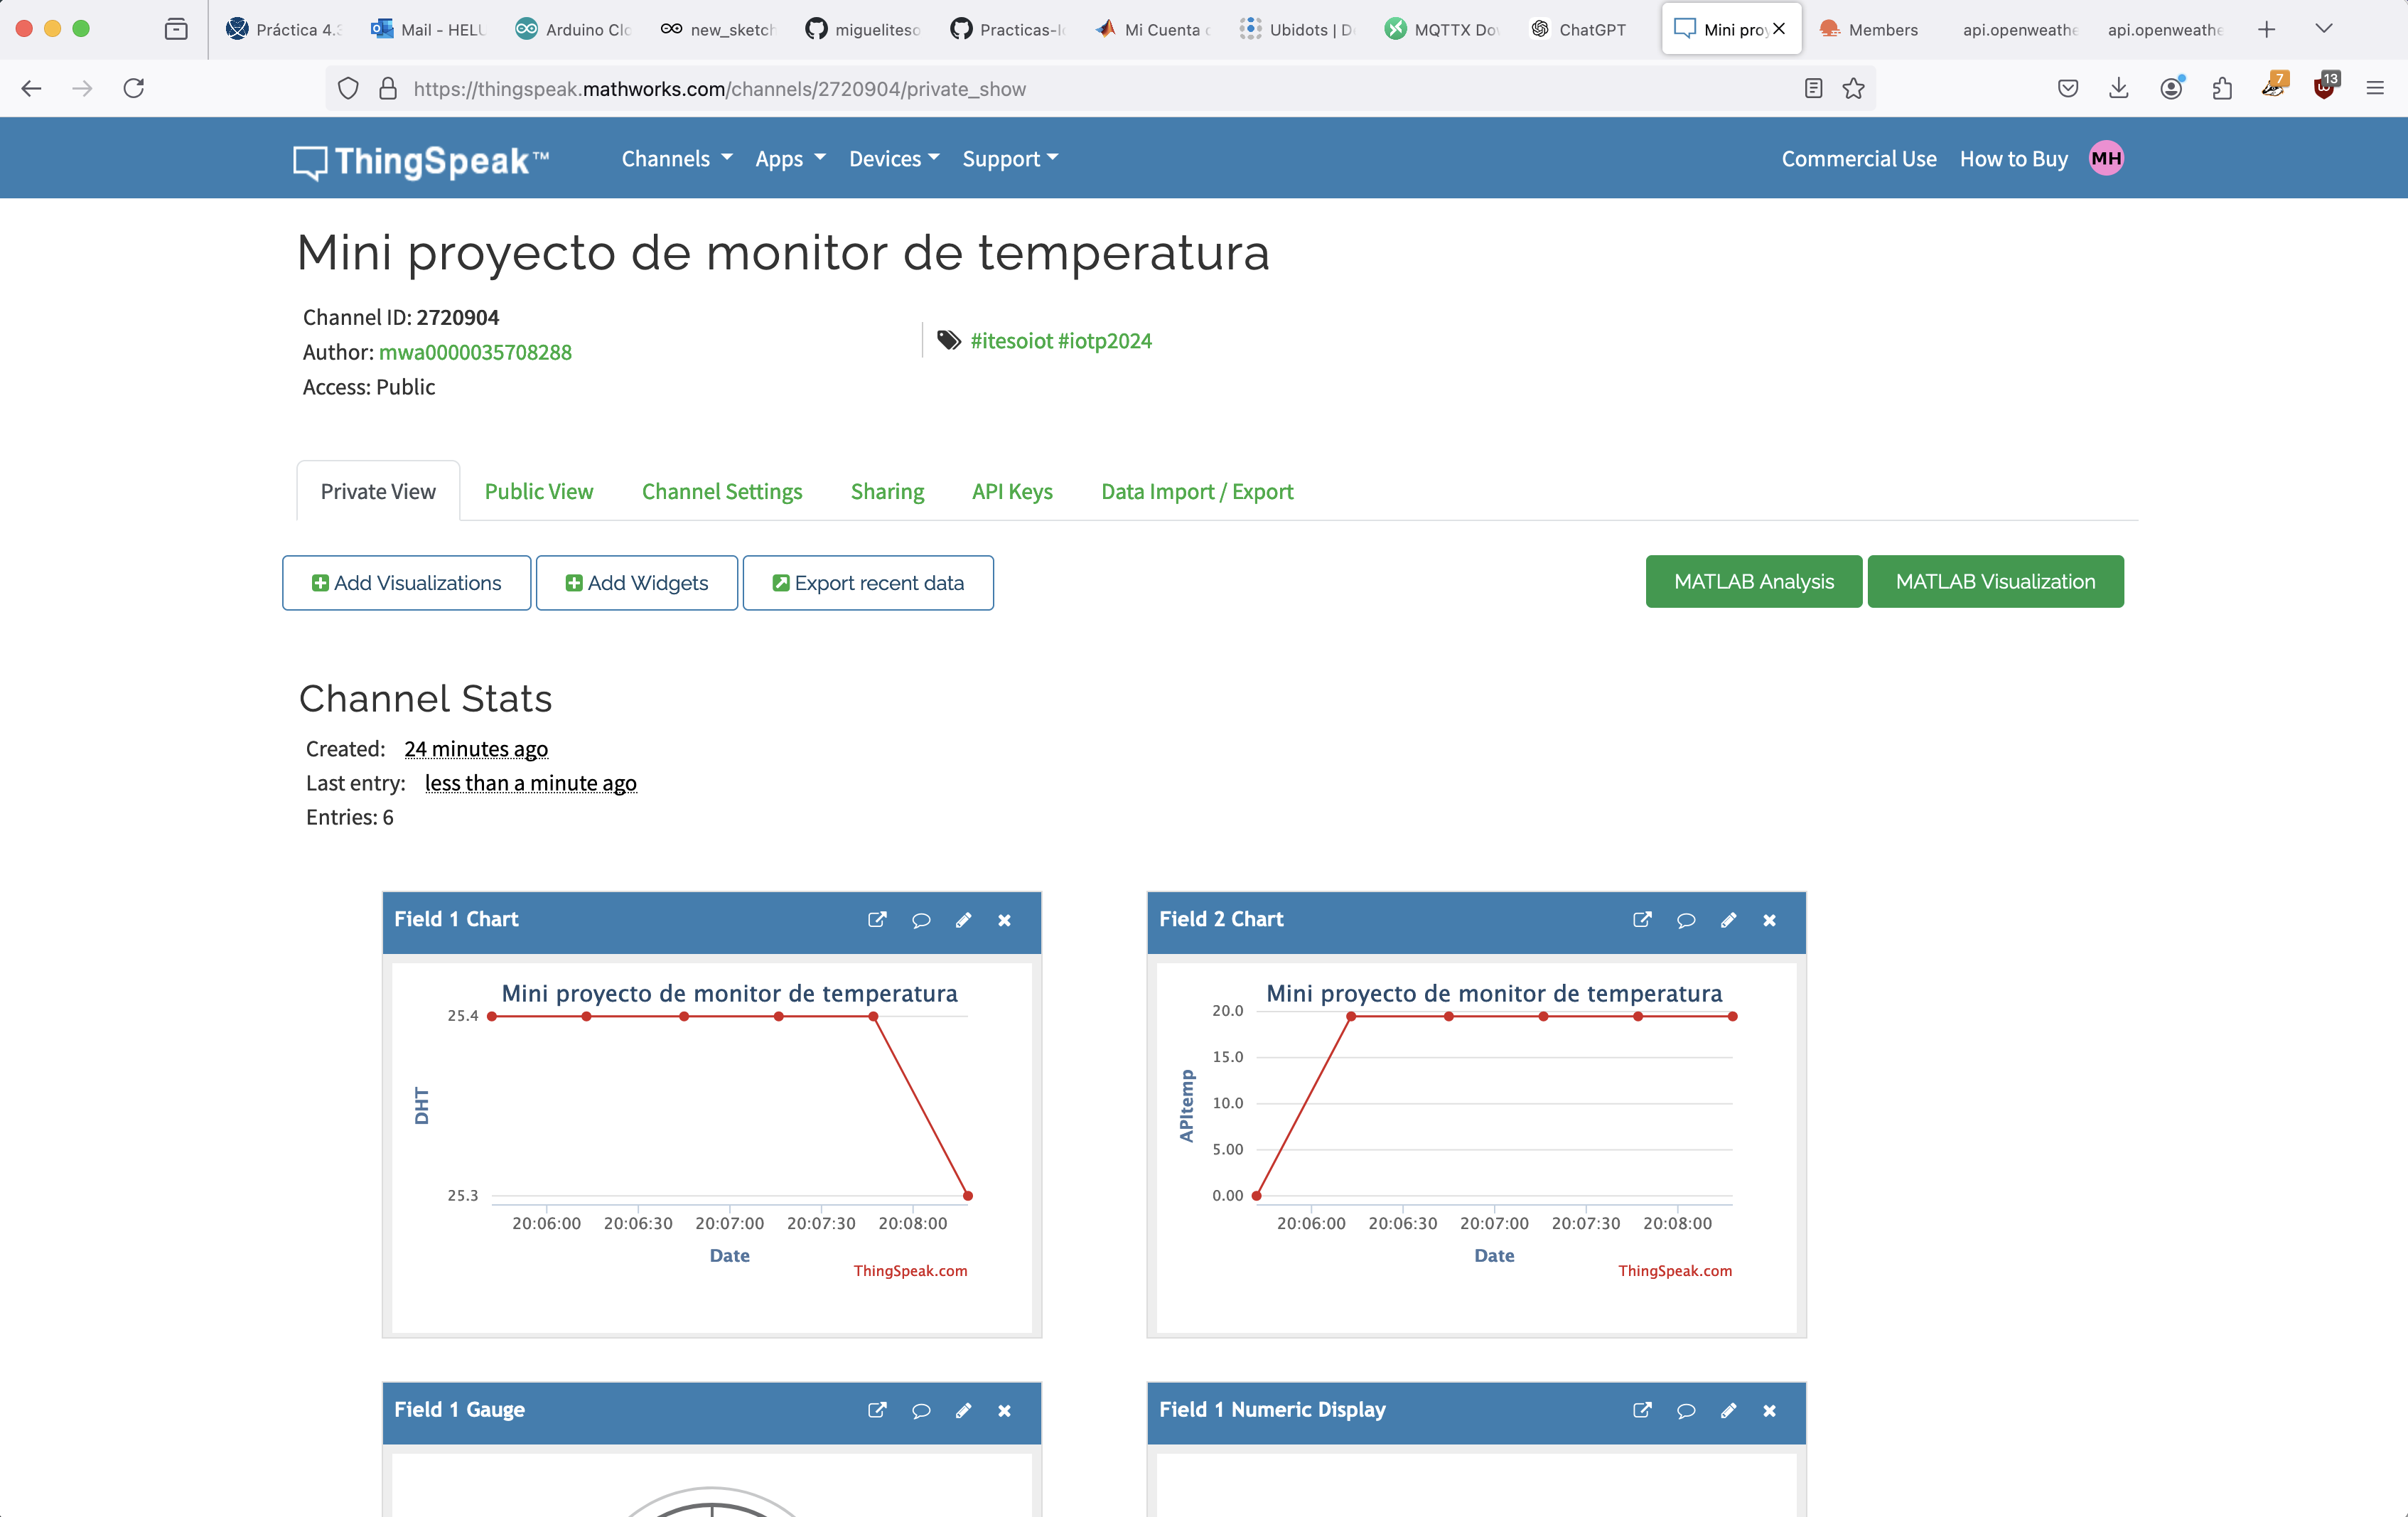 Práctica 4.3
Mail - HELU
Arduino Clo
new_sketch
migueliteso
Practicas-Io
Mi Cuenta
Ubidots | D
MQTTX Dow
ChatGPT
Mini proy
Members
api.openweathe
api.openweathe
https://thingspeak.mathworks.com/channels/2720904/private_show
7
13
ThingSpeak™
Channels
Apps
Devices
Support
Commercial Use
How to Buy
MH
Mini proyecto de monitor de temperatura
Channel ID: 2720904
Author: mwa0000035708288
Access: Public
#itesoiot #iotp2024
Private View
Public View
Channel Settings
Sharing
API Keys
Data Import / Export
Add Visualizations
Add Widgets
Export recent data
MATLAB Analysis
MATLAB Visualization
Channel Stats
Created: 24 minutes ago
Last entry: less than a minute ago
Entries: 6
Field 1 Chart
Mini proyecto de monitor de temperatura
25.4
DHT
25.3
20:06:00 20:06:30 20:07:00 20:07:30 20:08:00
Date
ThingSpeak.com
Field 2 Chart
Mini proyecto de monitor de temperatura
20.0
15.0
10.0
5.00
0.00
APItemp
20:06:00 20:06:30 20:07:00 20:07:30 20:08:00
Date
ThingSpeak.com
Field 1 Gauge
Field 1 Numeric Display